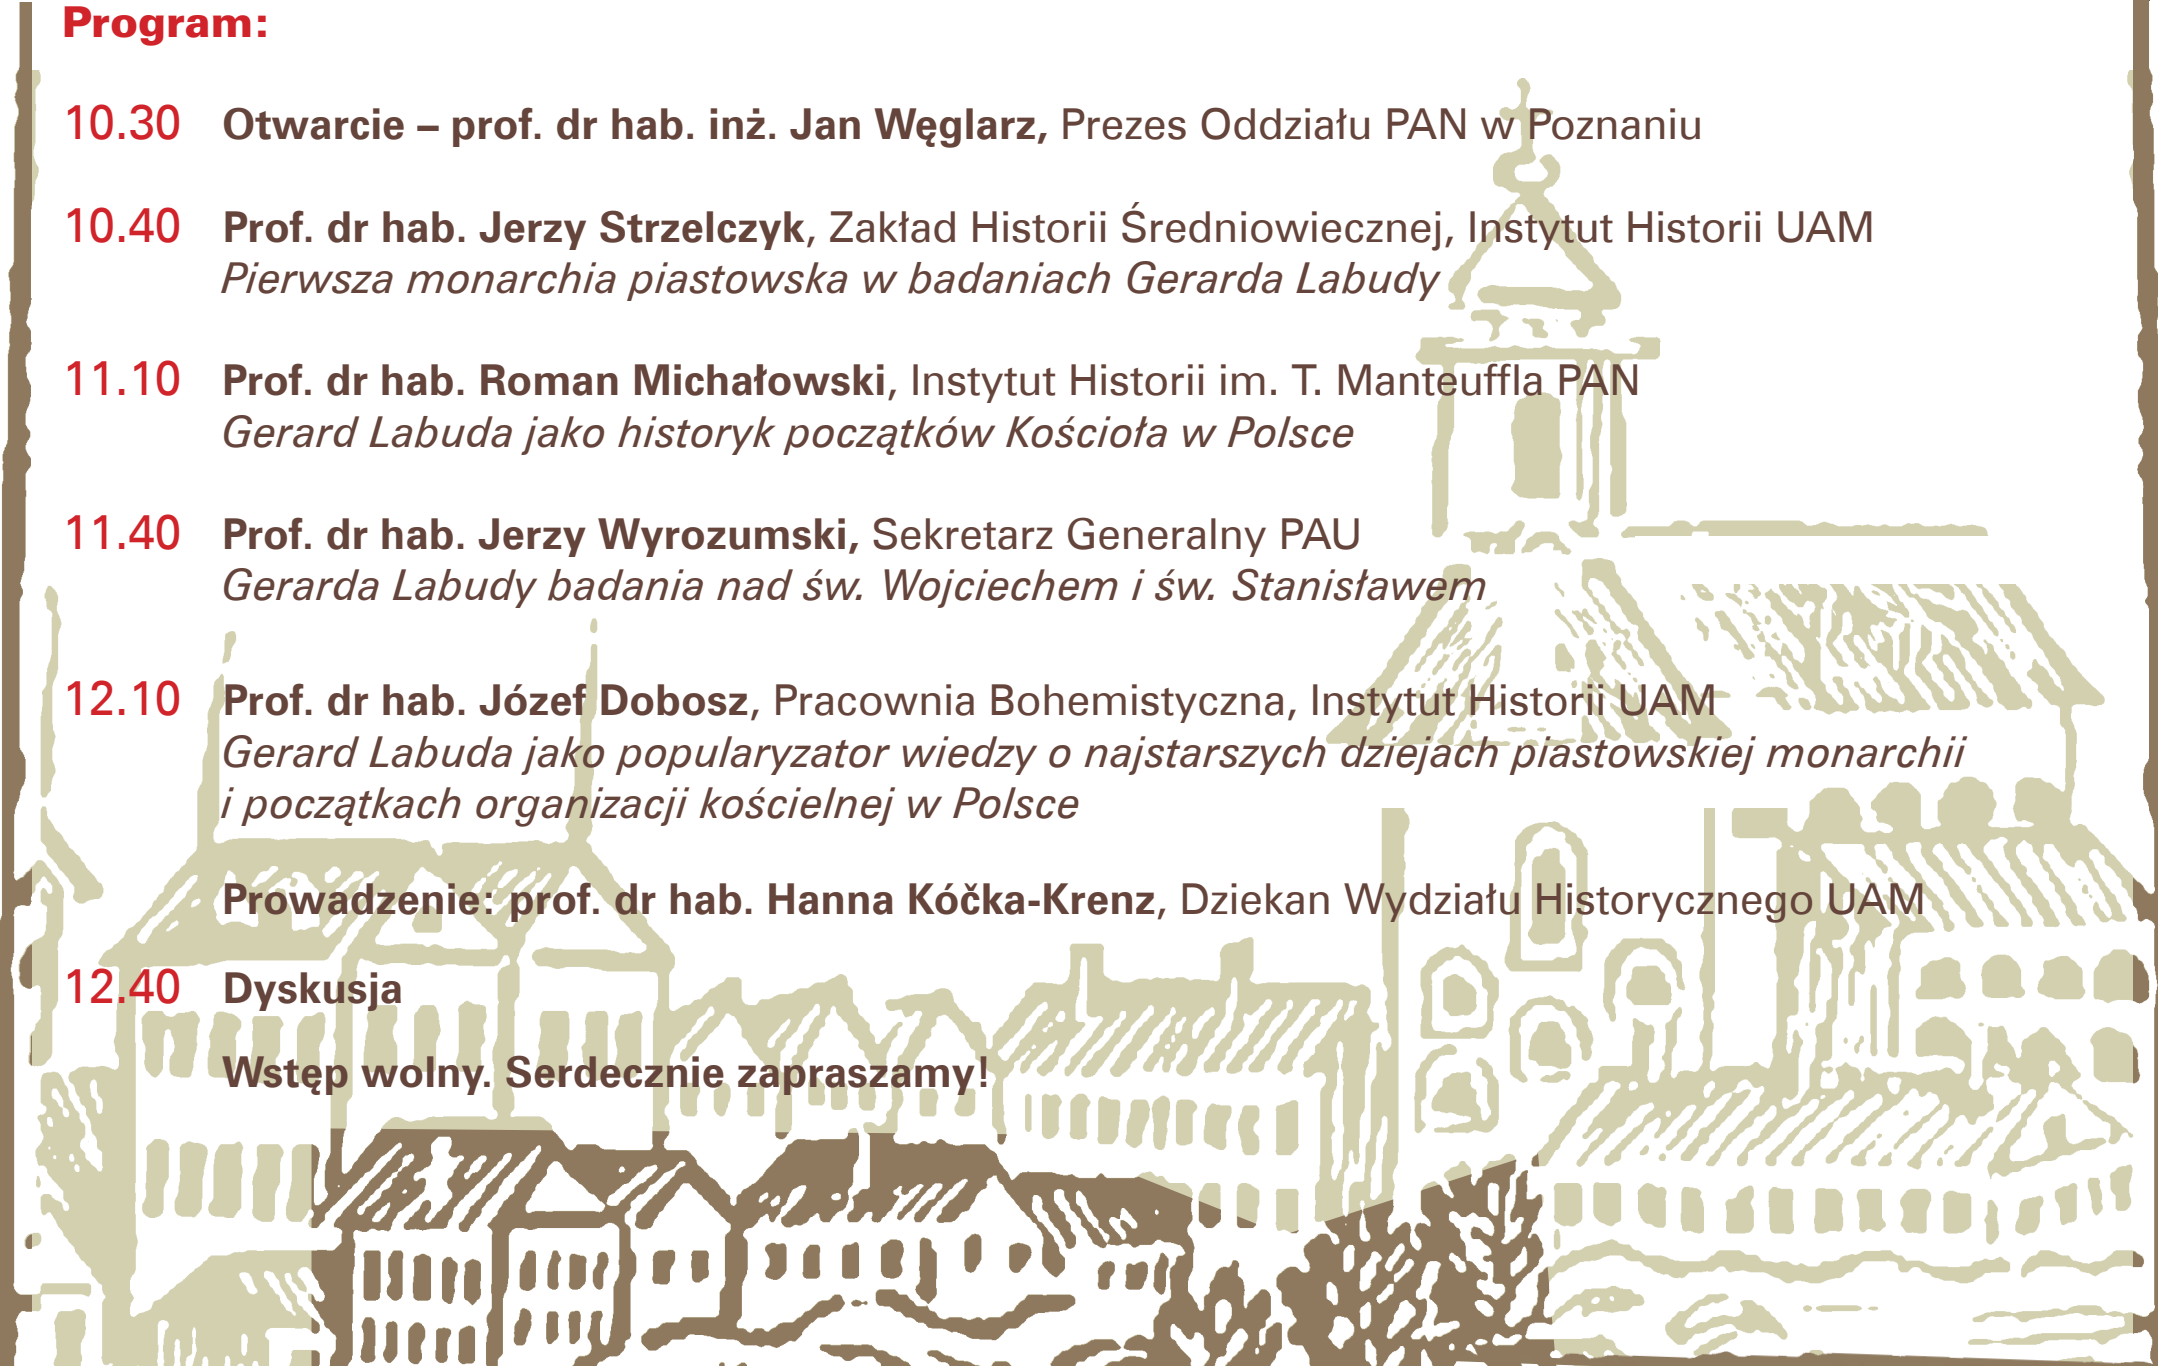 Program:
10.30 Otwarcie – prof. dr hab. inż. Jan Węglarz, Prezes Oddziału PAN w Poznaniu
10.40 Prof. dr hab. Jerzy Strzelczyk, Zakład Historii Średniowiecznej, Instytut Historii UAM
Pierwsza monarchia piastowska w badaniach Gerarda Labudy
11.10 Prof. dr hab. Roman Michałowski, Instytut Historii im. T. Manteuffla PAN
Gerard Labuda jako historyk początków Kościoła w Polsce
11.40 Prof. dr hab. Jerzy Wyrozumski, Sekretarz Generalny PAU
Gerarda Labudy badania nad św. Wojciechem i św. Stanisławem
12.10 Prof. dr hab. Józef Dobosz, Pracownia Bohemistyczna, Instytut Historii UAM
Gerard Labuda jako popularyzator wiedzy o najstarszych dziejach piastowskiej monarchii
i początkach organizacji kościelnej w Polsce
Prowadzenie: prof. dr hab. Hanna Kóčka-Krenz, Dziekan Wydziału Historycznego UAM
12.40 Dyskusja
Wstęp wolny. Serdecznie zapraszamy!